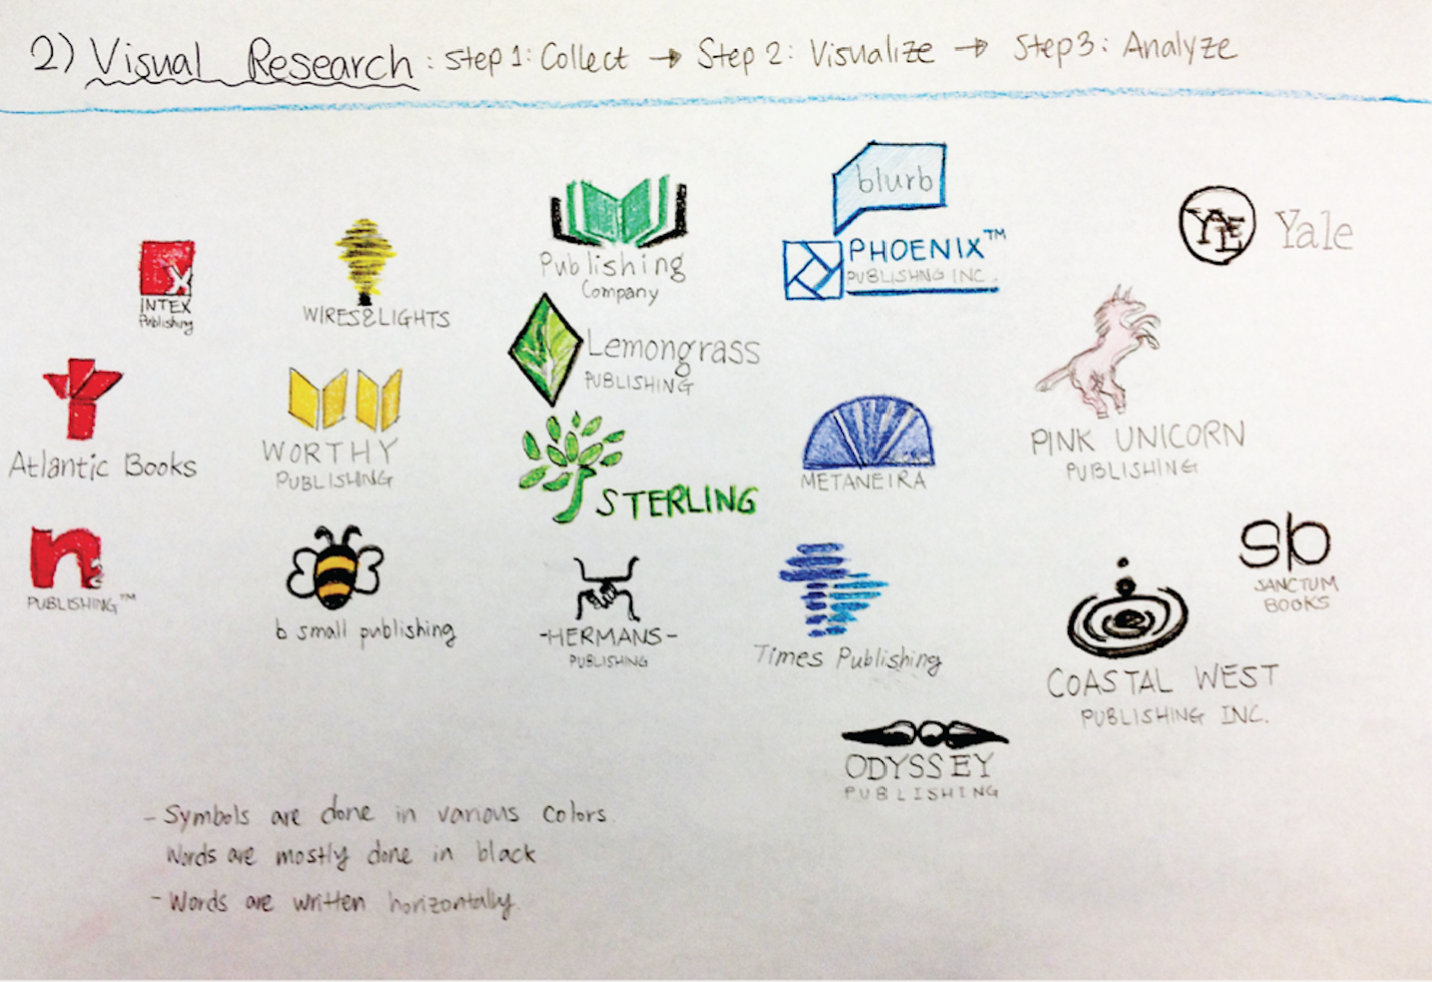 2) Visual Research: Step 1: Collect → Step 2: Visualize → Step 3: Analyze
blurb
YALE Yale
PHOENIX™
PUBLISHNG INC.
Publishing
Company
X
INTEX
Publishing
WIRES&LIGHTS
Lemongrass
PUBLISHING
PINK UNICORN
PUBLISHING
Atlantic Books
WORTHY
PUBLISHING
STERLING
METANEIRA
n
PUBLISHING™
b small publishing
-HERMANS-
PUBLISHING
Times Publishing
sb
SANCTUM
BOOKS
COASTAL WEST
PUBLISHING INC.
ODYSSEY
PUBLISHING
- Symbols are done in various colors.
Words are mostly done in black
- Words are written horizontally.